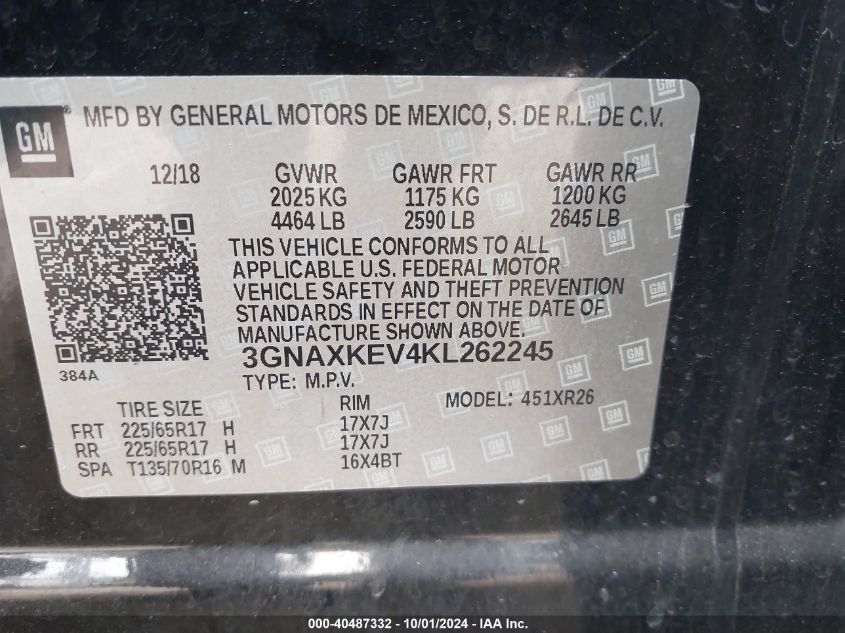 GM
MFD BY GENERAL MOTORS DE MEXICO, S. DE R.L. DE C.V.
12/18 GVWR GAWR FRT GAWR RR
2025 KG 1175 KG 1200 KG
4464 LB 2590 LB 2645 LB
THIS VEHICLE CONFORMS TO ALL
APPLICABLE U.S. FEDERAL MOTOR
VEHICLE SAFETY AND THEFT PREVENTION
STANDARDS IN EFFECT ON THE DATE OF
MANUFACTURE SHOWN ABOVE.
3GNAXKEV4KL262245
384A
TYPE: M.P.V.
MODEL: 451XR26
TIRE SIZE RIM
FRT 225/65R17 H 17X7J
RR 225/65R17 H 17X7J
SPA T135/70R16 M 16X4BT
000-40487332 - 10/01/2024 - IAAI.com